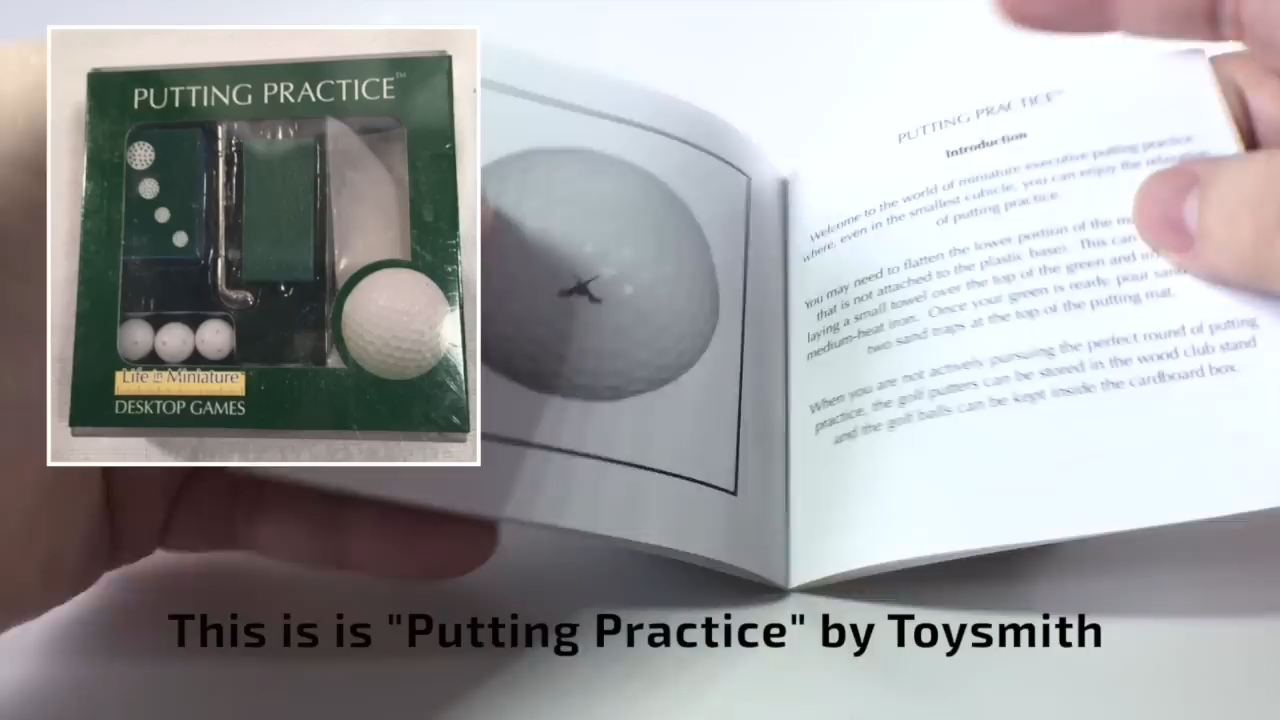 PUTTING PRACTICE™
Life in Miniature
DESKTOP GAMES
PUTTING PRACTICE™
Introduction
Welcome to the world of miniature executive putting practice
where, even in the smallest cubicle, you can enjoy the relaxation
of putting practice.
You may need to flatten the lower portion of the
that is not attached to the plastic base). This can
laying a small towel over the top of the green and
medium-heat iron. Once your green is ready, pour sand
two sand traps at the top of the putting mat.
When you are not actively pursuing the perfect round of putting
practice, the golf putters can be stored in the wood club stand
and the golf balls can be kept inside the cardboard box.
This is is "Putting Practice" by Toysmith